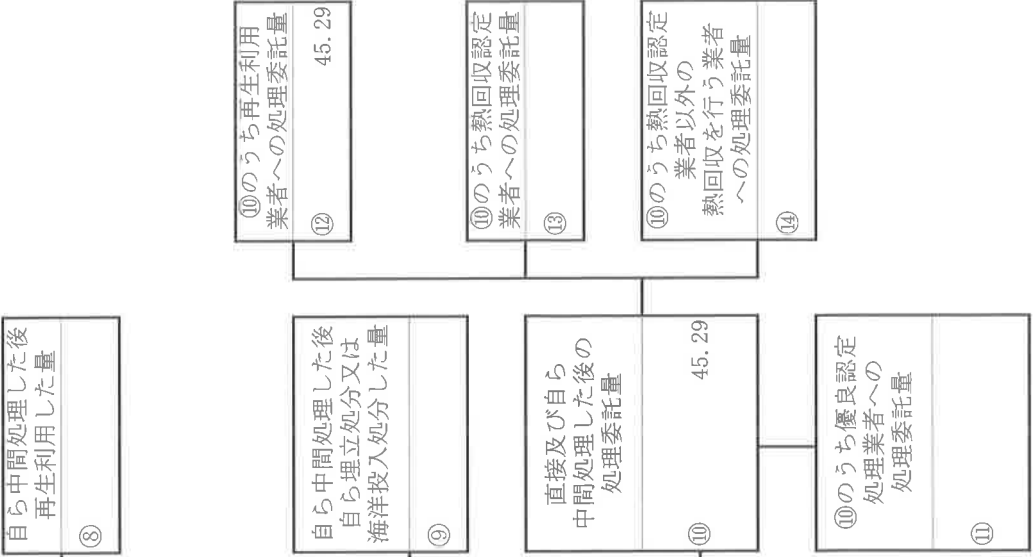 自ら中間処理した後
再生利用した量
⑧
自ら中間処理した後
自ら埋立処分又は
海洋投入処分した量
⑨
直接及び自ら
中間処理した後の
処理委託量
⑩ 45.29
⑩のうち優良認定
処理業者への
処理委託量
⑪
⑩のうち再生利用
業者への処理委託量
⑫ 45.29
⑩のうち熱回収認定
業者への処理委託量
⑬
⑩のうち熱回収認定
業者以外の
熱回収を行う業者
への処理委託量
⑭